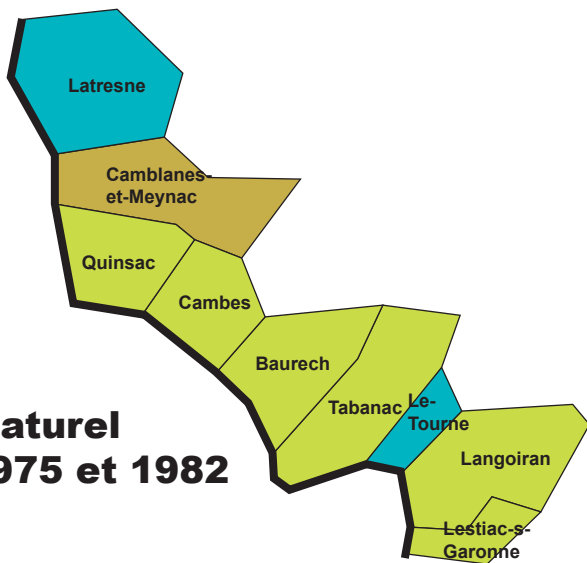 Latresne
Camblanes-
et-Meynac
Quinsac
Cambes
Baurech
Tabanac
Le-
Tourne
Langoiran
Lestiac-s-
Garonne
aturel
975 et 1982